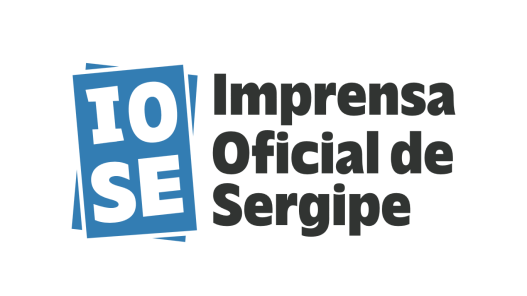 IO
SE
Imprensa
Oficial de
Sergipe